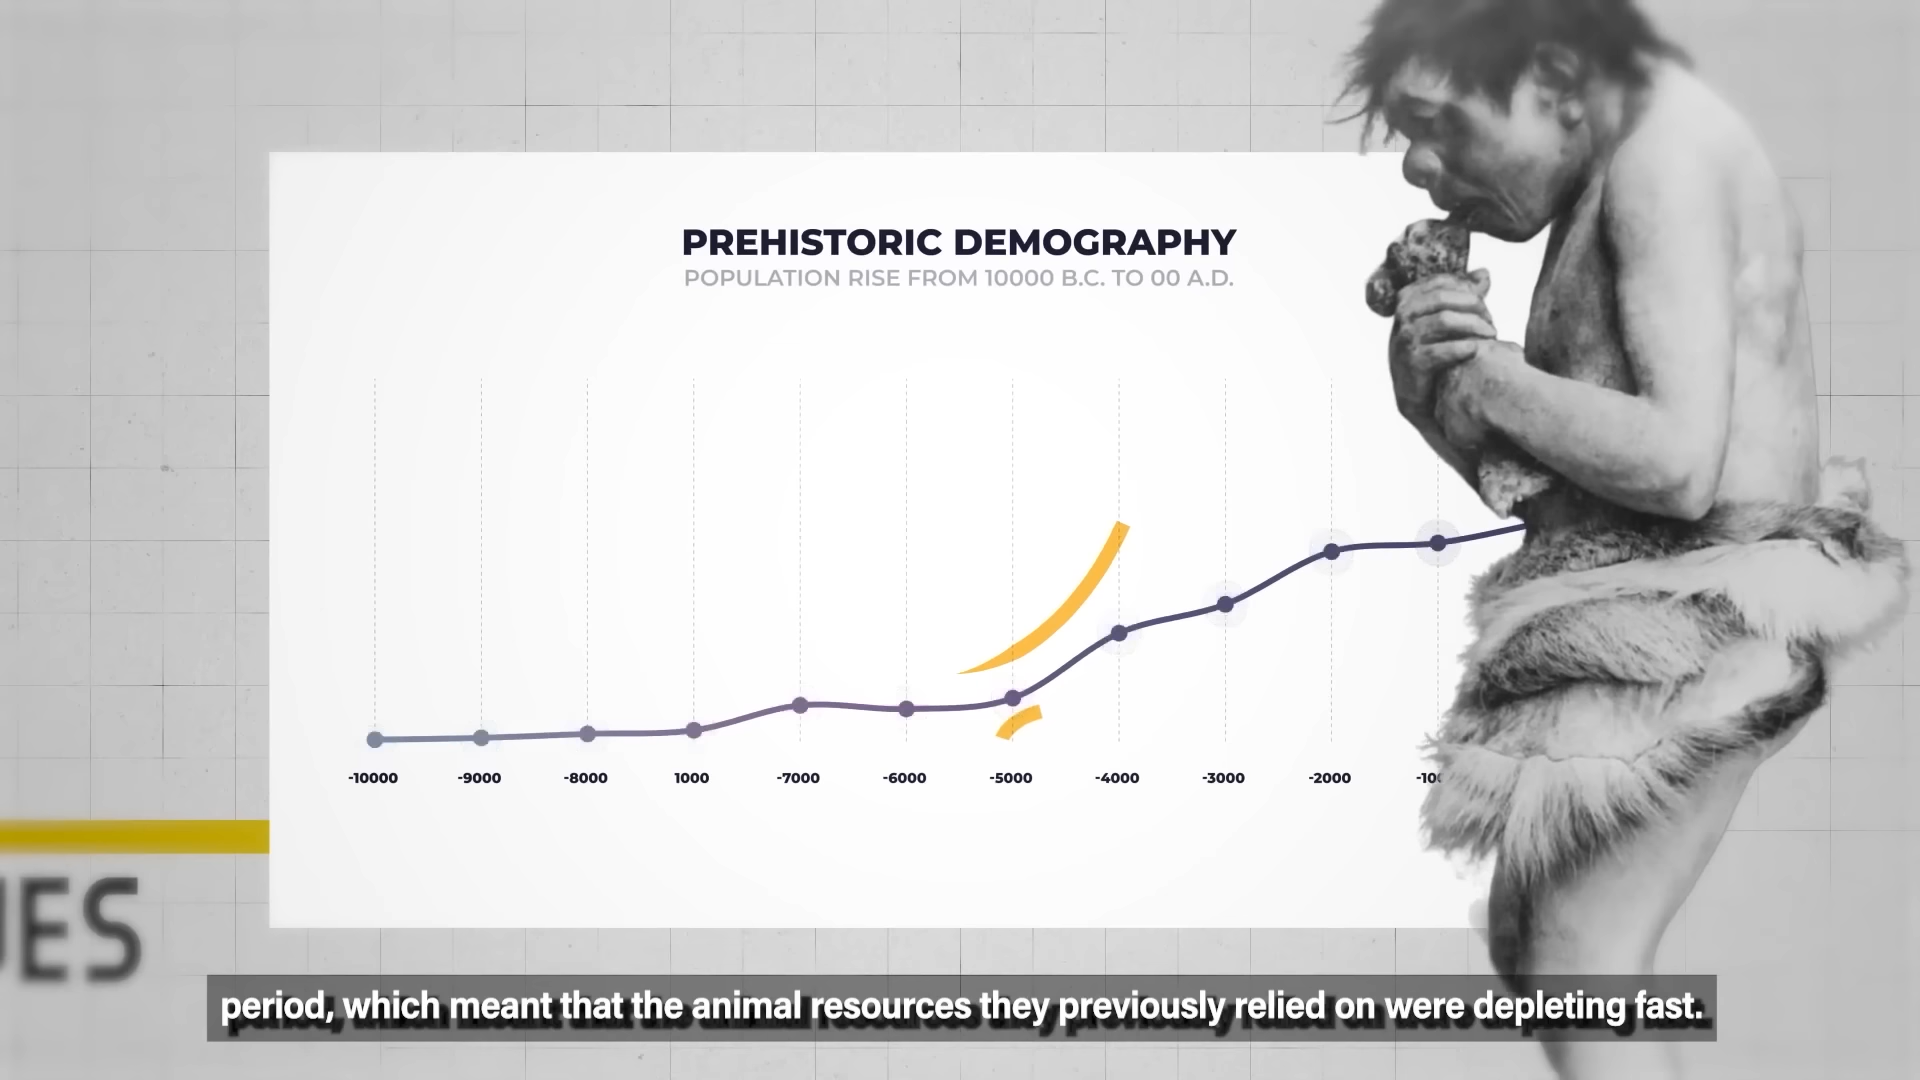 PREHISTORIC DEMOGRAPHY
POPULATION RISE FROM 10000 B.C. TO 00 A.D.
-10000 -9000 -8000 1000 -7000 -6000 -5000 -4000 -3000 -2000
UES
period, which meant that the animal resources they previously relied on were depleting fast.